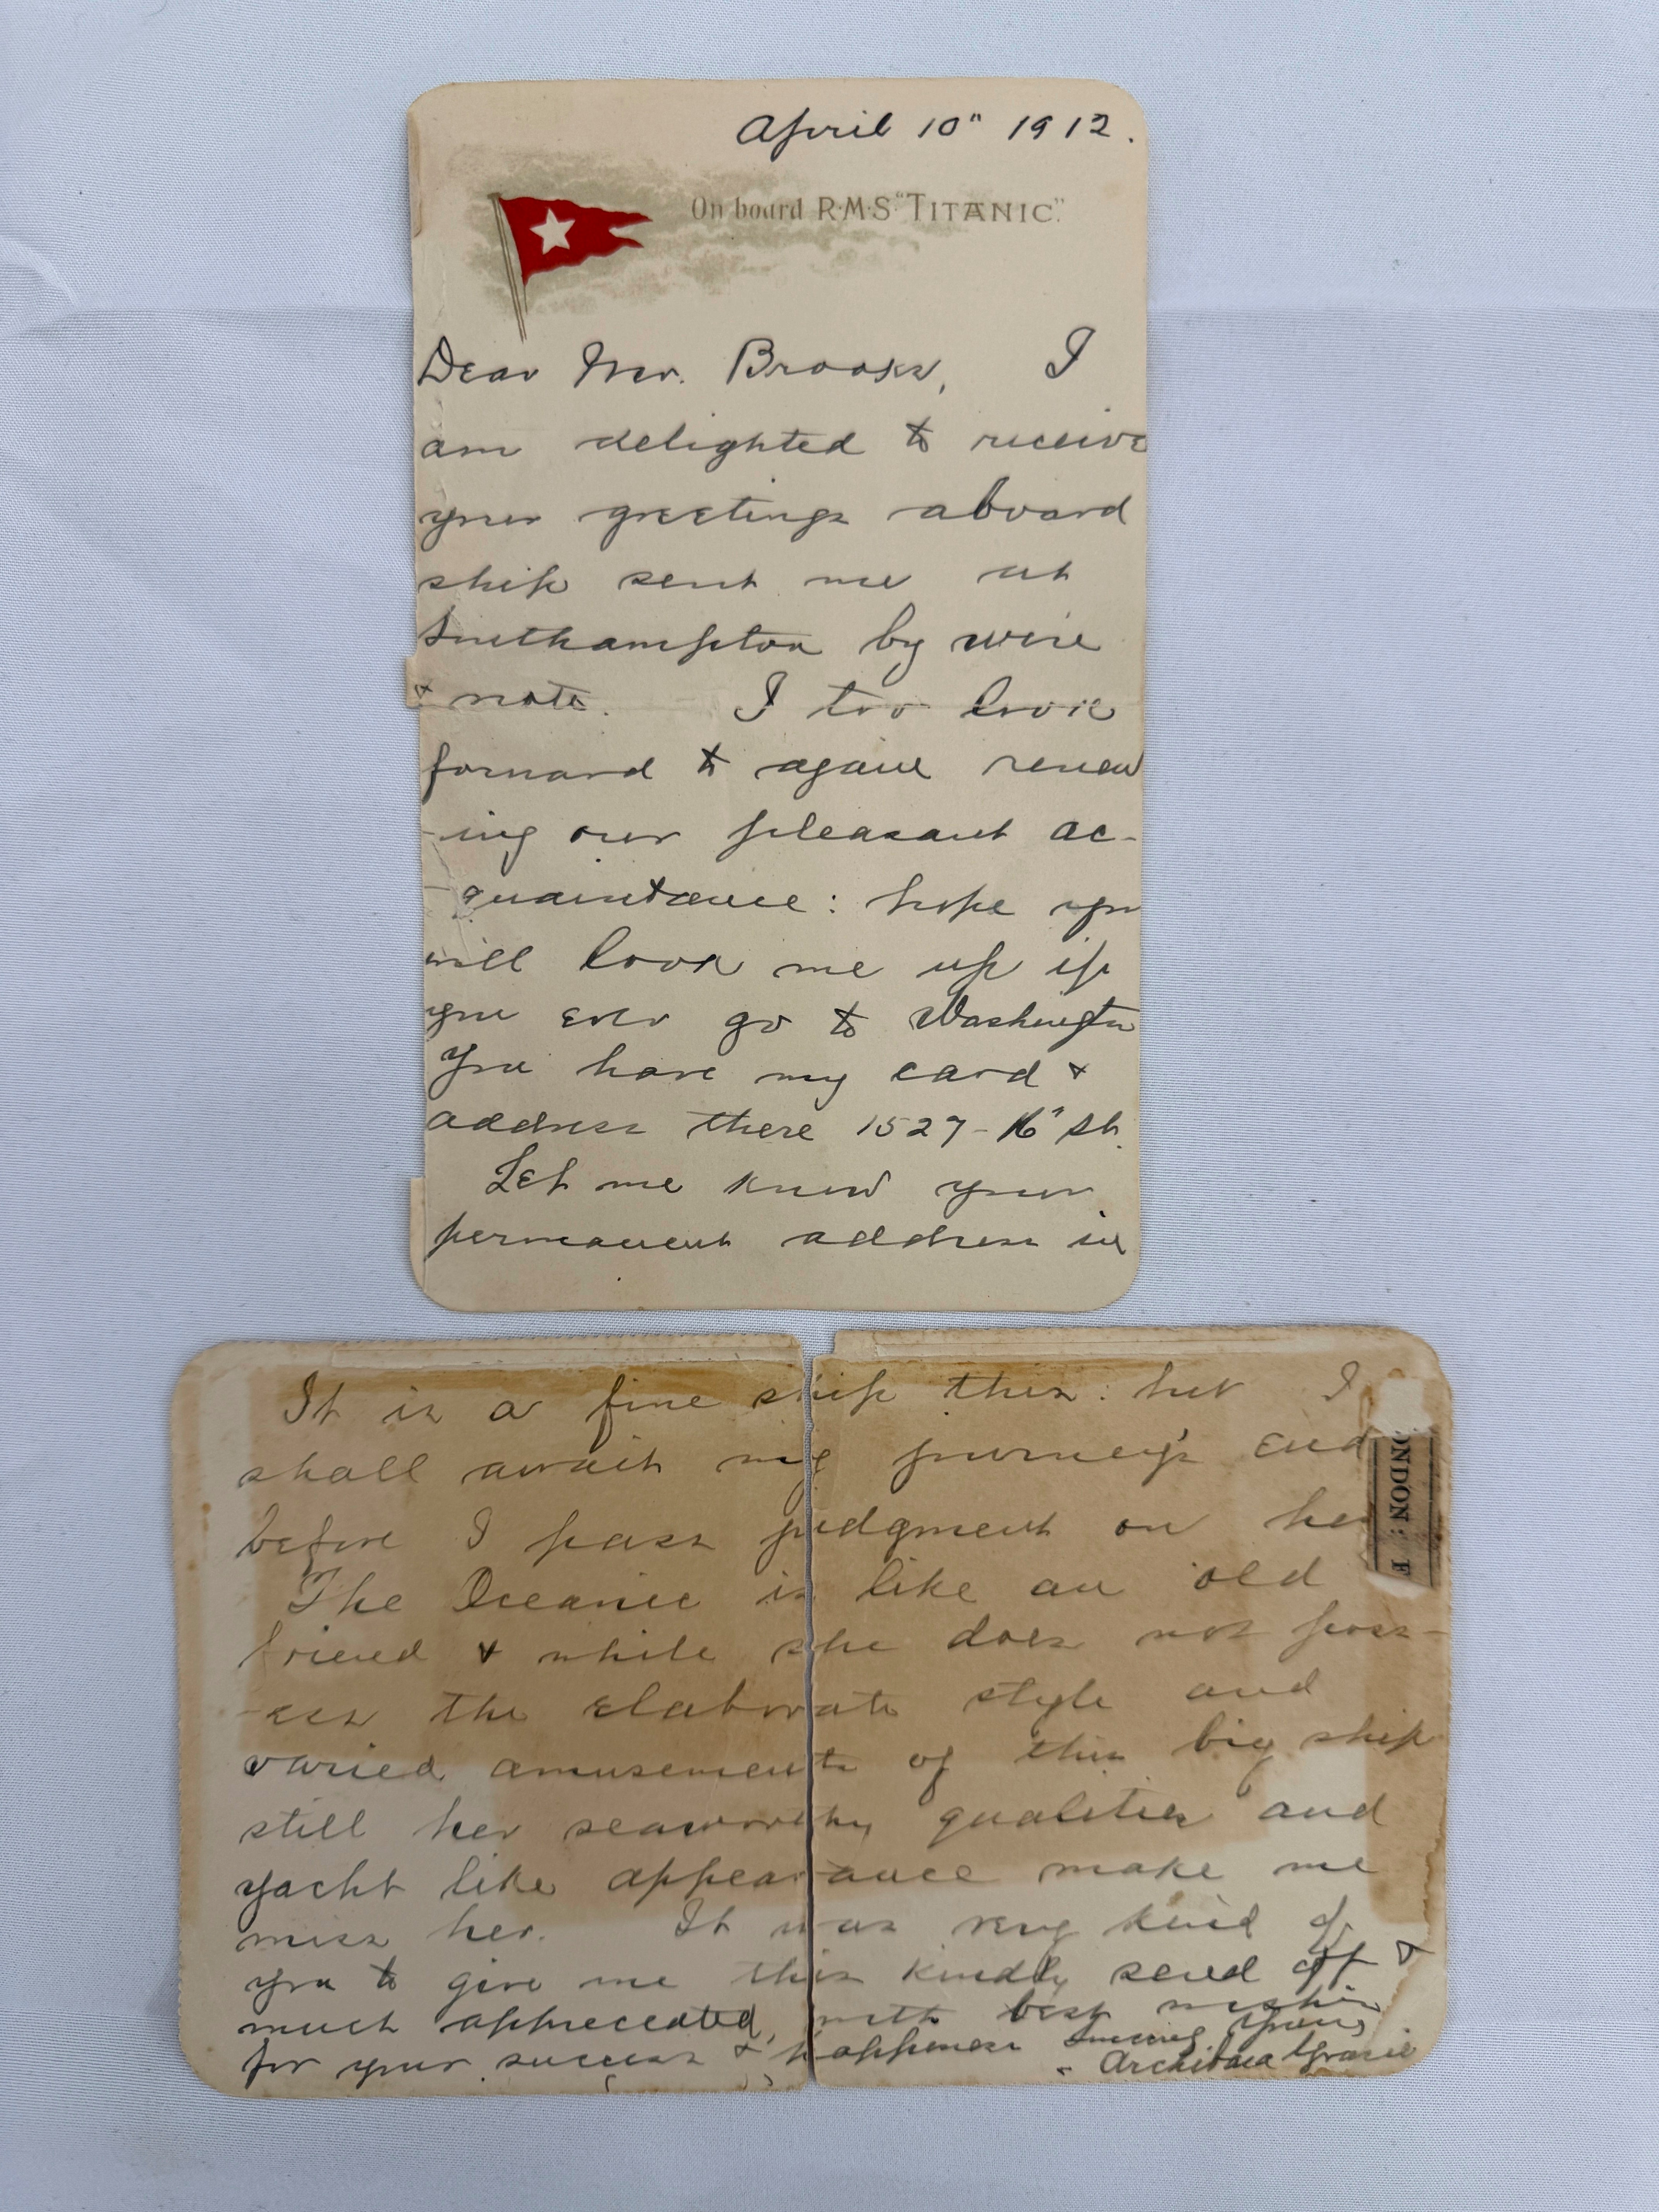 April 10" 1912.
On board R·M·S "TITANIC".
Dear Mr. Brooks, I
am delighted to receive
your greetings aboard
ship sent me at
Southampton by wire
& note. I too look
forward to again renew
-ing our pleasant ac-
-quaintance: hope you
will look me up if
you ever go to Washington
You have my card &
address there 1527-16" St.
Let me know your
permanent address in
It is a fine ship this: but I
shall await my journey's end
before I pass judgment on her
The Oceanic is like an old
friend & while she does not poss-
-ess the elaborate style and
varied amusements of this big ship
still her seaworthy qualities and
yacht like appearance make me
miss her. It was very kind of
you to give me this kindly send off &
much appreciated, with best wishes
for your success & happiness Sincerely Yours,
Archibald Gracie
ONDON: E